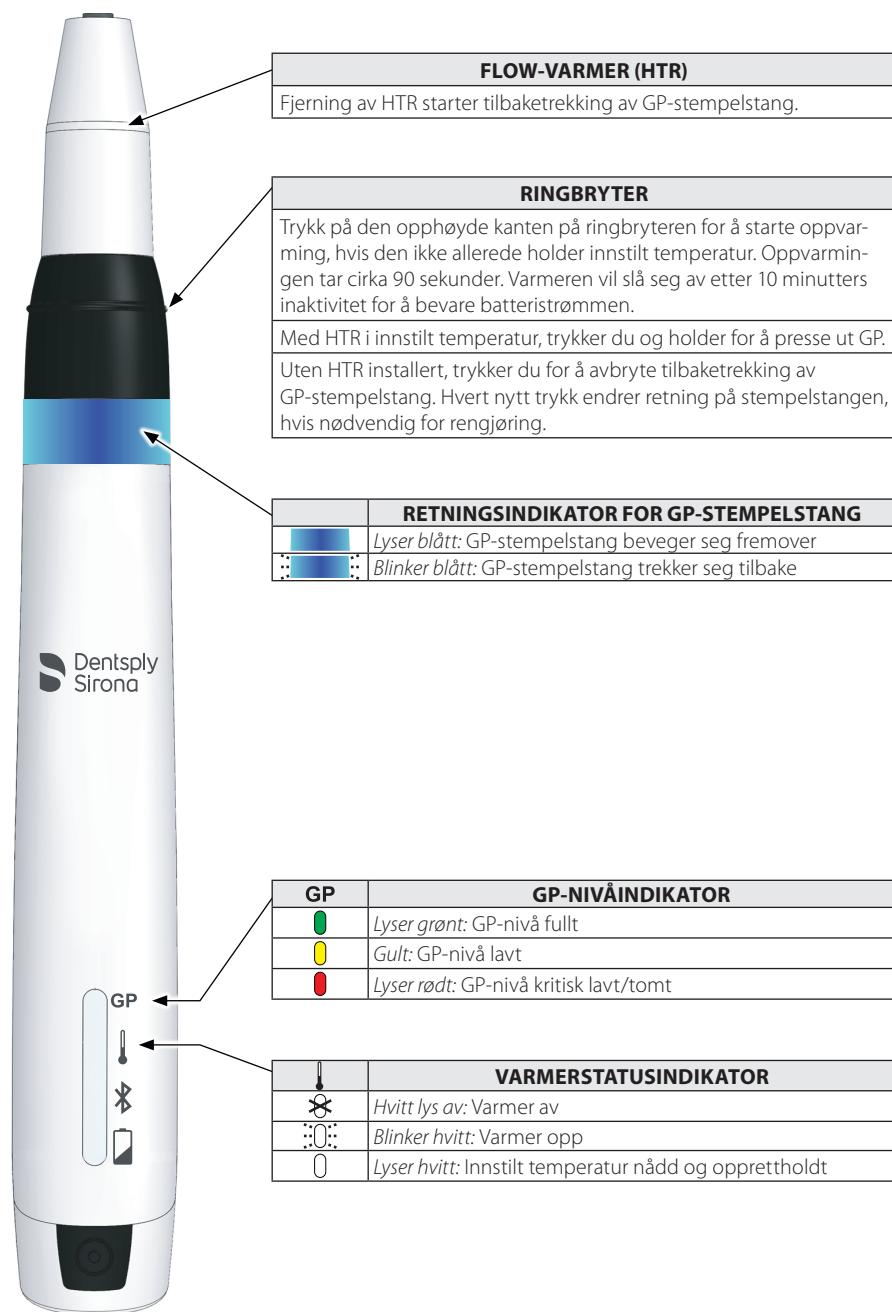 FLOW-VARMER (HTR)
Fjerning av HTR starter tilbaketrekking av GP-stempelstang.
RINGBRYTER
Trykk på den opphøyde kanten på ringbryteren for å starte oppvar-
ming, hvis den ikke allerede holder innstilt temperatur. Oppvarmin-
gen tar cirka 90 sekunder. Varmeren vil slå seg av etter 10 minutters
inaktivitet for å bevare batteristrømmen.
Med HTR i innstilt temperatur, trykker du og holder for å presse ut GP.
Uten HTR installert, trykker du for å avbryte tilbaketrekking av
GP-stempelstang. Hvert nytt trykk endrer retning på stempelstangen,
hvis nødvendig for rengjøring.
RETNINGSINDIKATOR FOR GP-STEMPELSTANG
Lyser blått: GP-stempelstang beveger seg fremover
Blinker blått: GP-stempelstang trekker seg tilbake
Dentsply
Sirona
GP GP-NIVÅINDIKATOR
Lyser grønt: GP-nivå fullt
Gult: GP-nivå lavt
Lyser rødt: GP-nivå kritisk lavt/tomt
GP
VARMERSTATUSINDIKATOR
Hvitt lys av: Varmer av
Blinker hvitt: Varmer opp
Lyser hvitt: Innstilt temperatur nådd og opprettholdt